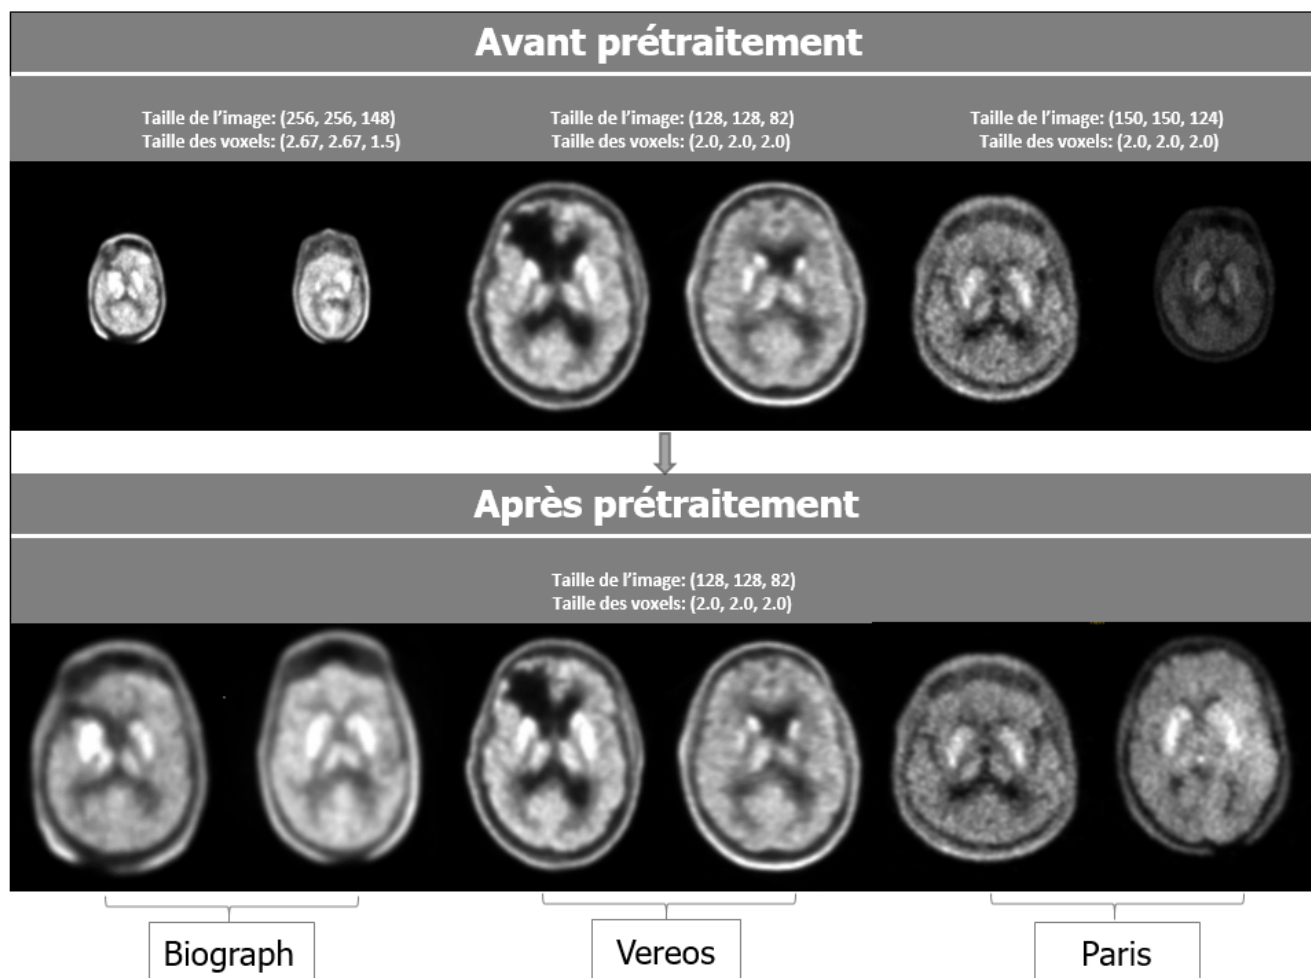 Avant prétraitement
Taille de l’image: (256, 256, 148)
Taille des voxels: (2.67, 2.67, 1.5)
Taille de l’image: (128, 128, 82)
Taille des voxels: (2.0, 2.0, 2.0)
Taille de l’image: (150, 150, 124)
Taille des voxels: (2.0, 2.0, 2.0)
Après prétraitement
Taille de l’image: (128, 128, 82)
Taille des voxels: (2.0, 2.0, 2.0)
Biograph
Vereos
Paris